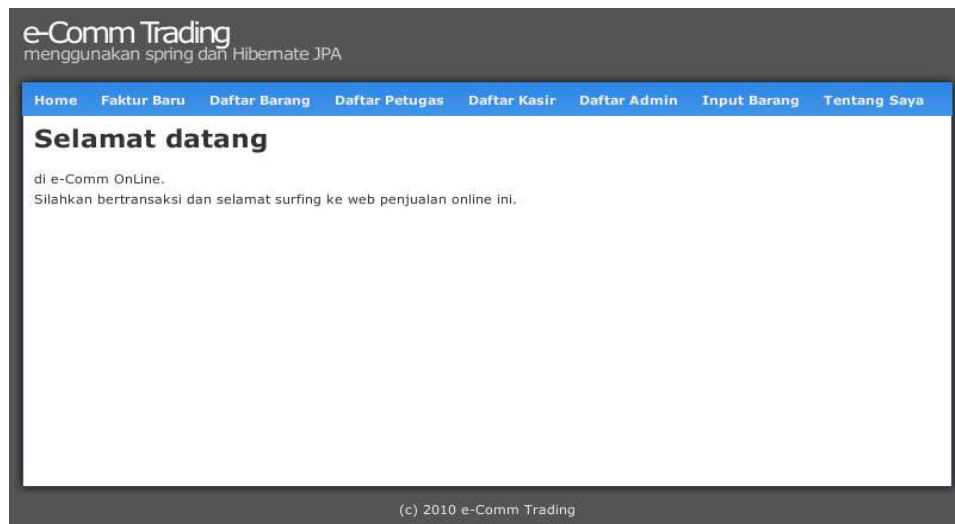 e-Comm Trading
menggunakan spring dan Hibernate JPA
Home Faktur Baru Daftar Barang Daftar Petugas Daftar Kasir Daftar Admin Input Barang Tentang Saya
Selamat datang
di e-Comm OnLine.
Silahkan bertransaksi dan selamat surfing ke web penjualan online ini.
(c) 2010 e-Comm Trading